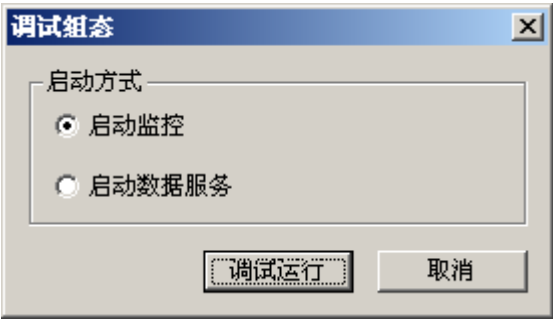 调试组态
启动方式
启动监控
启动数据服务
调试运行
取消